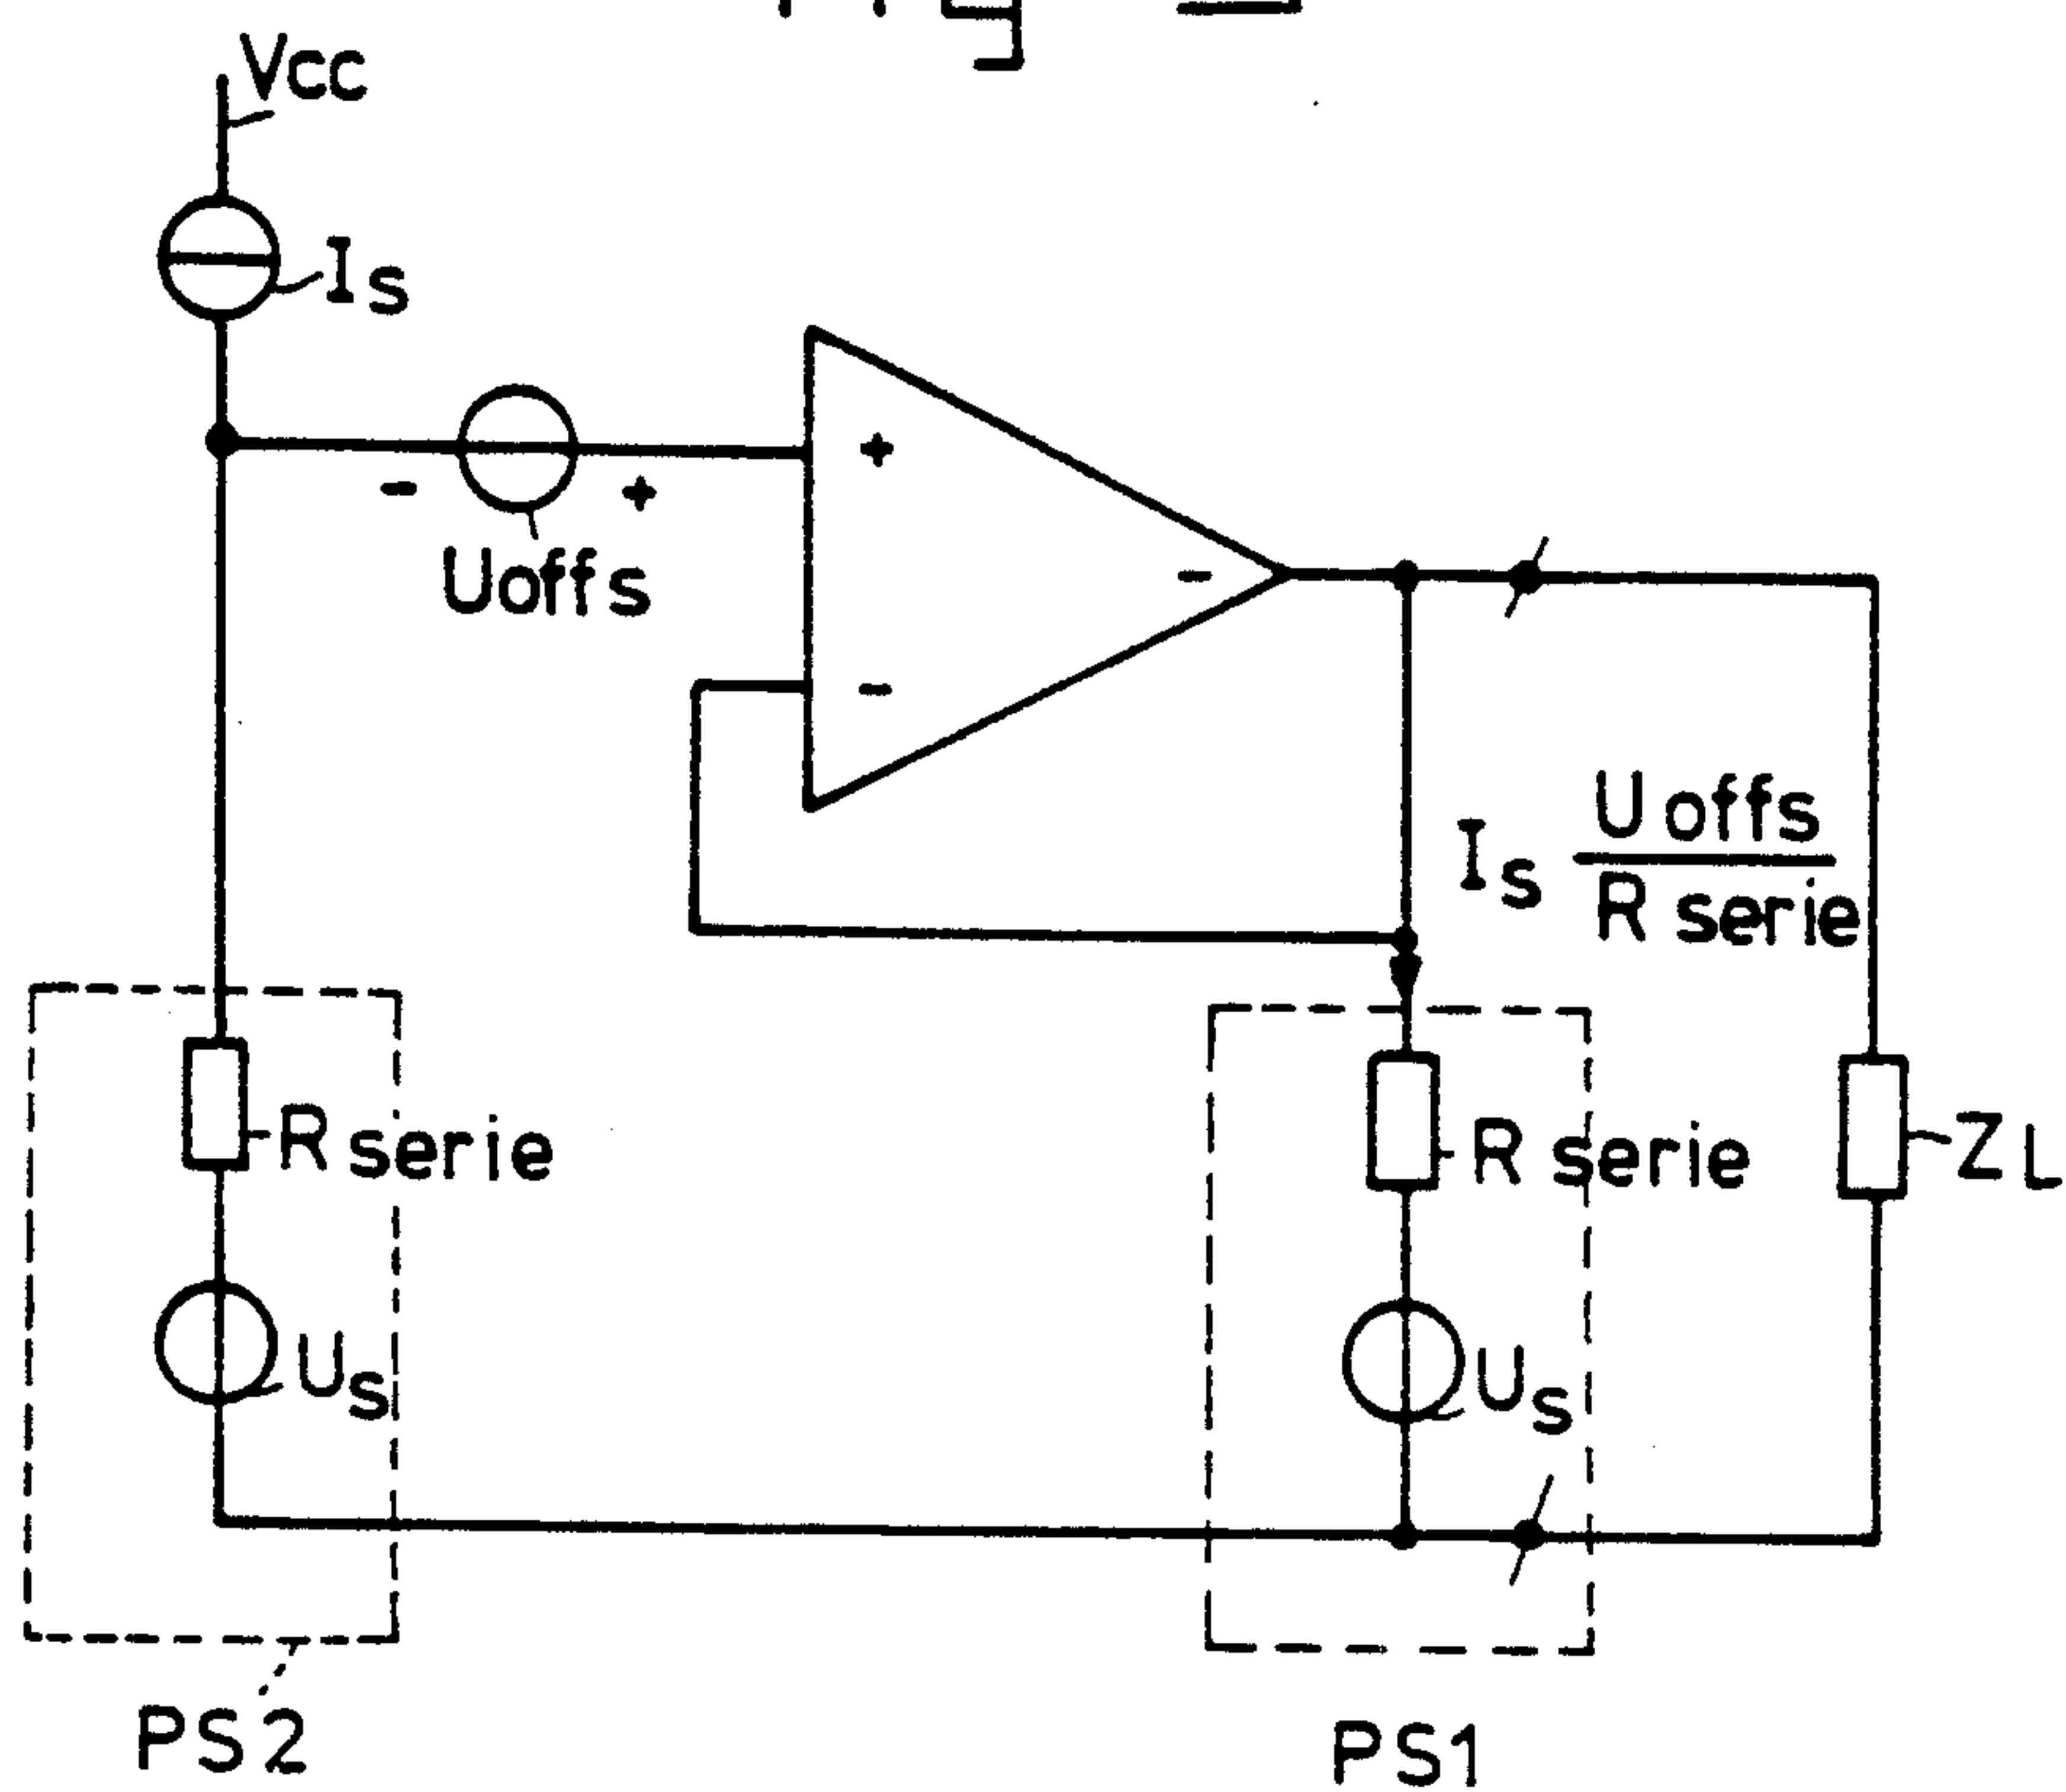 Vcc
Is
+
-
+
Uoffs
-
-
Is Uoffs
R serie
R serie
R serie
ZL
Us
Us
PS2
PS1